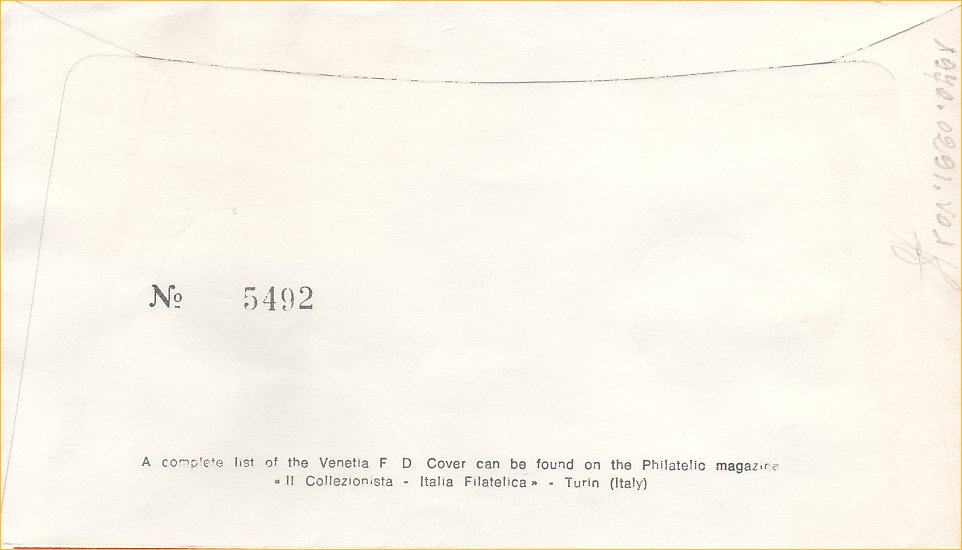 № 5492
A complete list of the Venetia F D Cover can be found on the Philatelic magazine
« Il Collezionista - Italia Filatelica » - Turin (Italy)